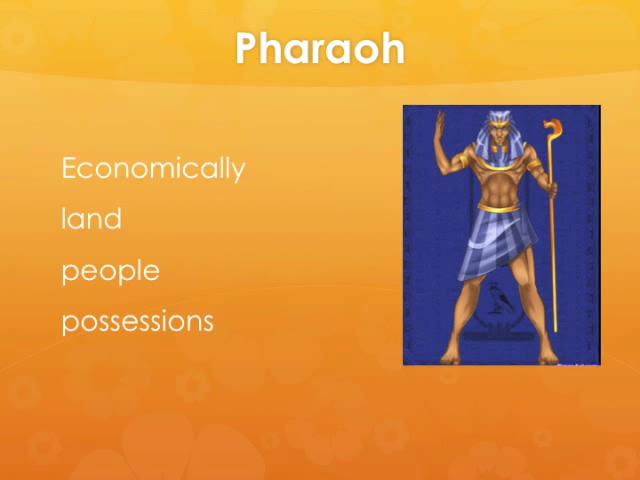 Pharaoh
Economically
land
people
possessions